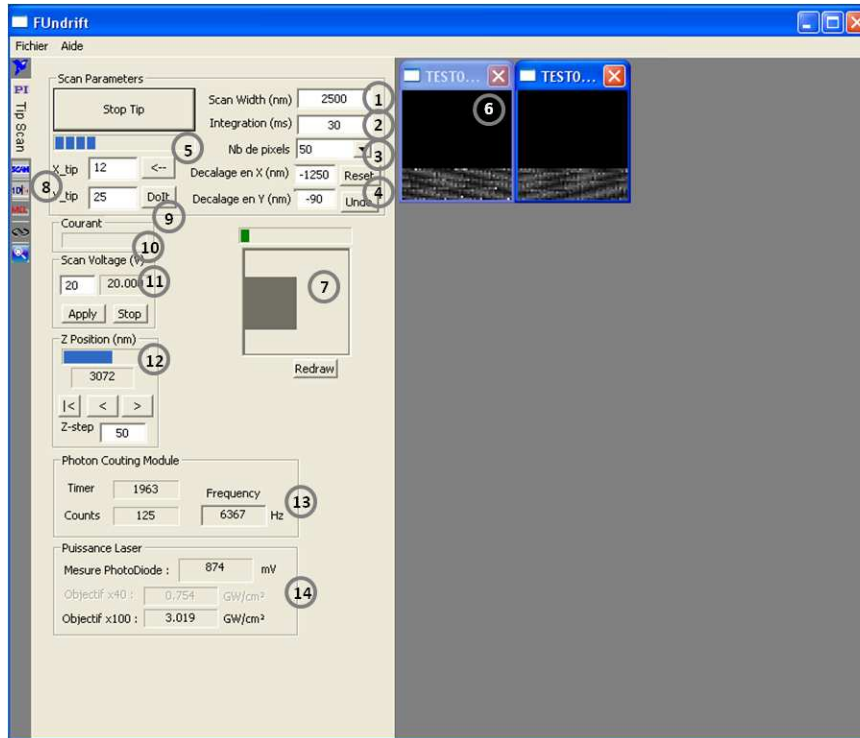 FUndrift
Fichier Aide
PI
Tip Scan
SCAN
Scan Parameters
Stop Tip
Scan Width (nm) 2500 1
Integration (ms) 30 2
Nb de pixels 50 3
5
X_tip 12 <--
Decalage en X (nm) -1250 Reset
8
Y_tip 25 DoIt
Decalage en Y (nm) -90 Undo 4
9
Courant
10
Scan Voltage (V)
20 20.000 11
Apply Stop
Z Position (nm)
12
3072
|< < >
Z-step 50
7
Redraw
Photon Couting Module
Timer 1963
Frequency
Counts 125
6367 Hz
13
Puissance Laser
Mesure PhotoDiode : 874 mV
Objectif x40 : 0.754 GW/cm²
14
Objectif x100 : 3.019 GW/cm²
TEST0...
TEST0...
6